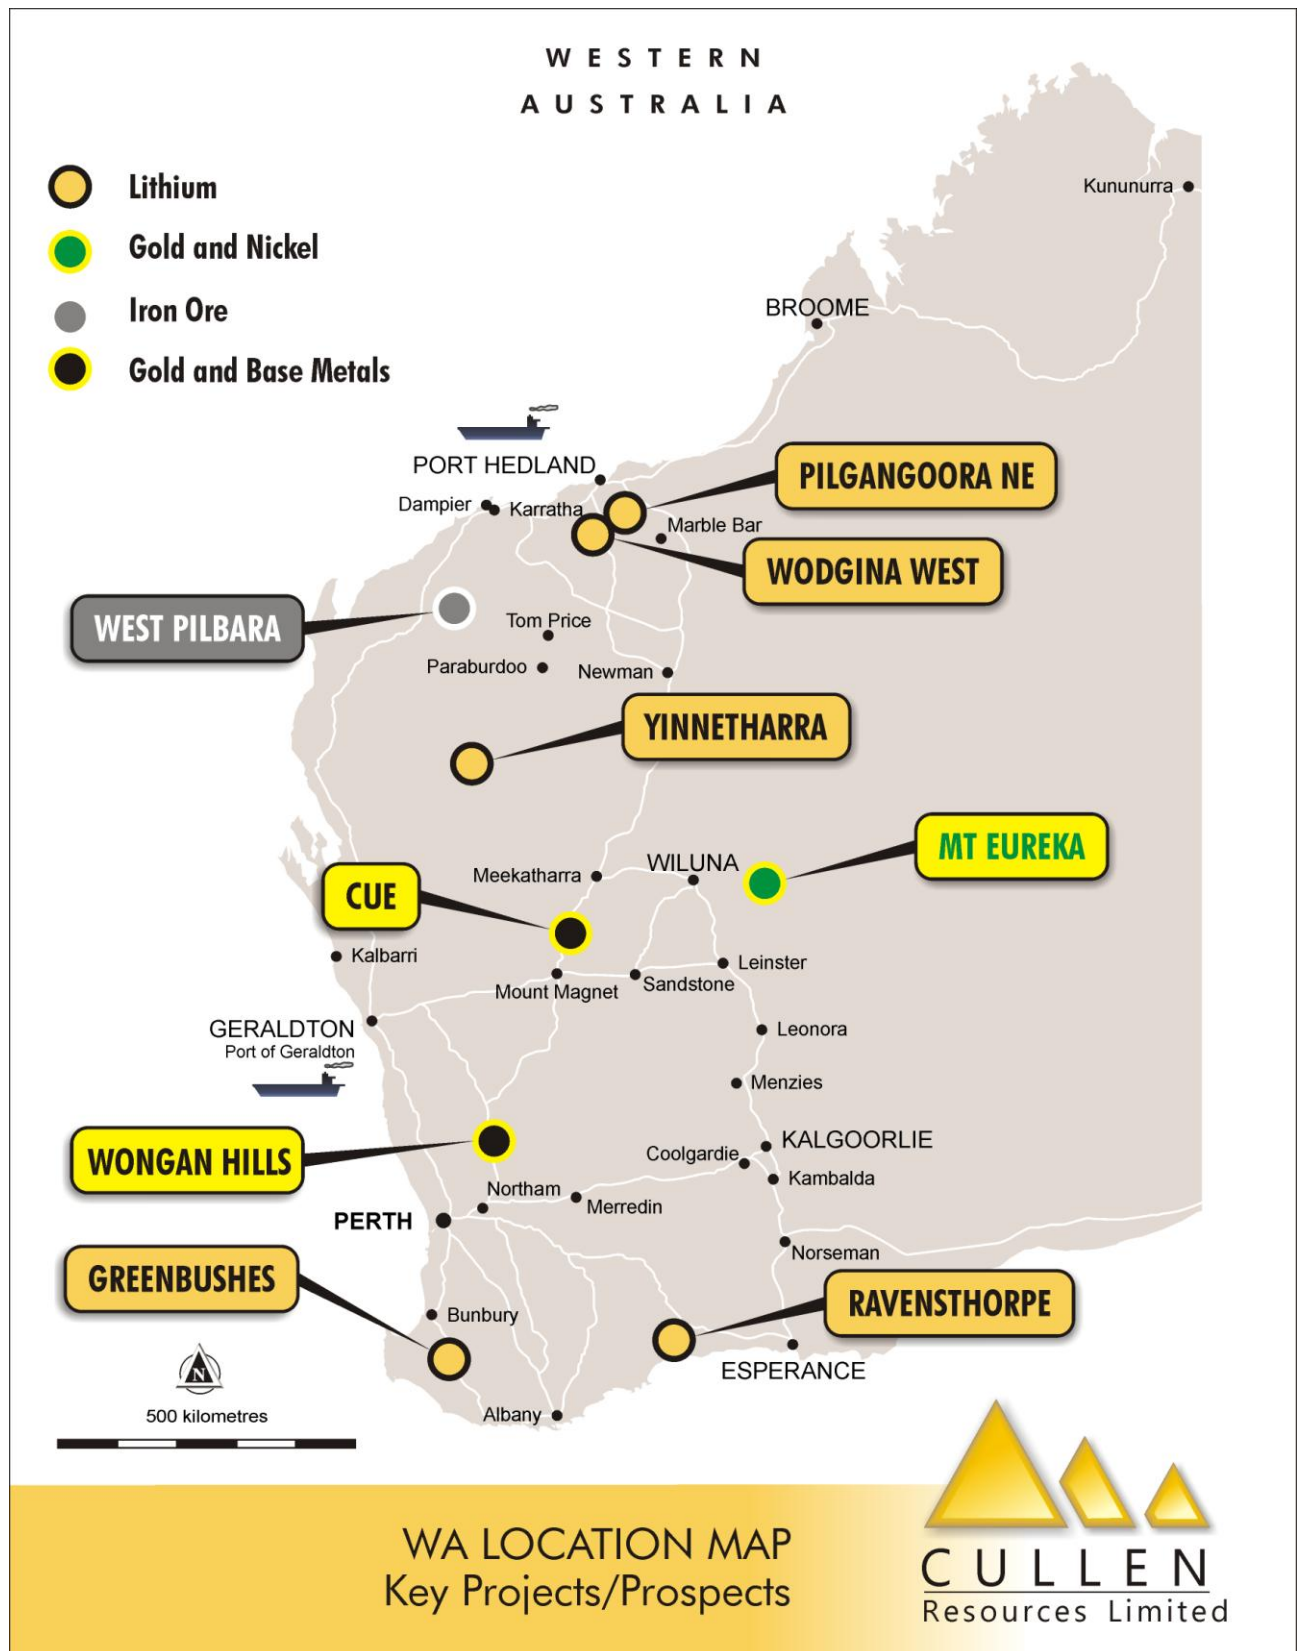 WESTERN
AUSTRALIA
Lithium
Gold and Nickel
Iron Ore
Gold and Base Metals
Kununurra
BROOME
PORT HEDLAND
PILGANGOORA NE
Dampier
Karratha
Marble Bar
WODGINA WEST
WEST PILBARA
Tom Price
Paraburdoo
Newman
YINNETHARRA
MT EUREKA
Meekatharra
WILUNA
CUE
Kalbarri
Leinster
Mount Magnet
Sandstone
GERALDTON
Port of Geraldton
Leonora
Menzies
KALGOORLIE
WONGAN HILLS
Coolgardie
Kambalda
Northam
Merredin
PERTH
Norseman
GREENBUSHES
RAVENSTHORPE
Bunbury
ESPERANCE
N
500 kilometres
Albany
WA LOCATION MAP
Key Projects/Prospects
CULLEN
Resources Limited